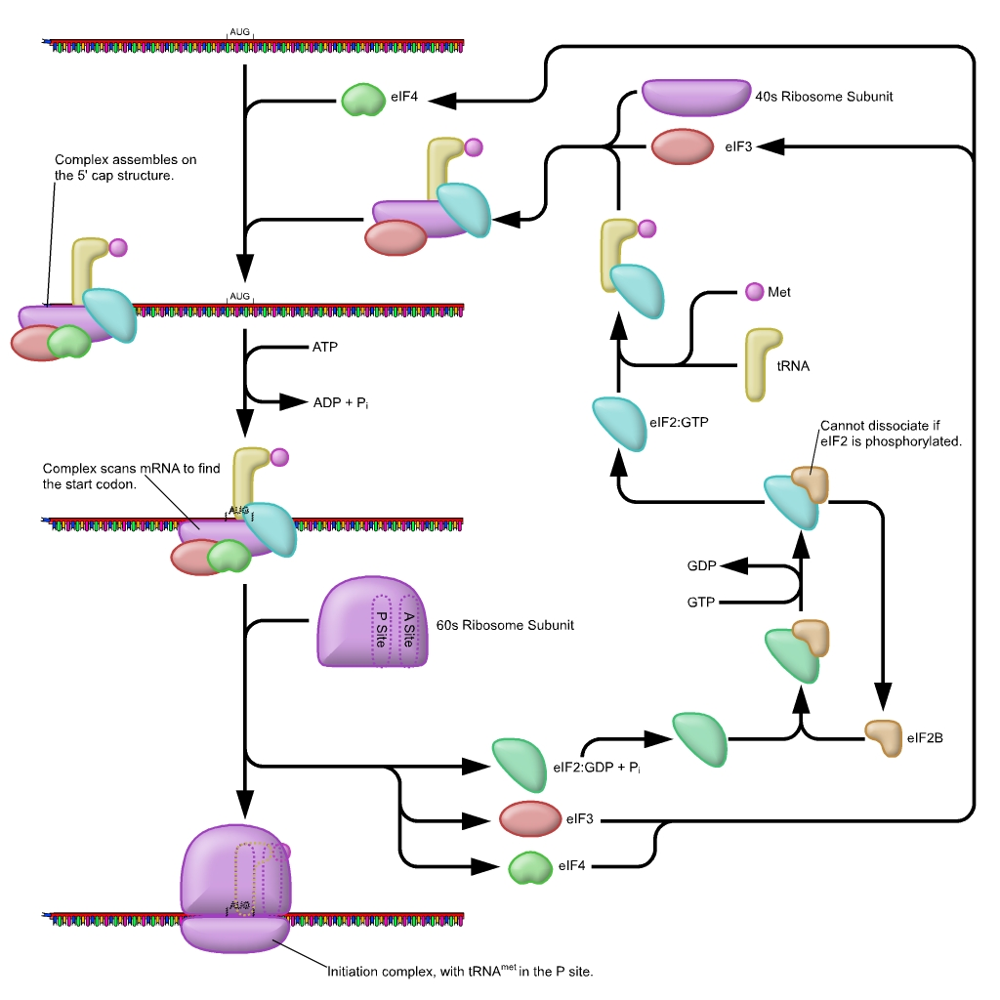 AUG
eIF4
40s Ribosome Subunit
eIF3
Complex assembles on
the 5' cap structure.
AUG
Met
tRNA
ATP
ADP + Pi
eIF2:GTP
Cannot dissociate if
eIF2 is phosphorylated.
Complex scans mRNA to find
the start codon.
AUG
GDP
GTP
P Site
A Site
60s Ribosome Subunit
eIF2B
eIF2:GDP + Pi
eIF3
eIF4
AUG
Initiation complex, with tRNAmet in the P site.